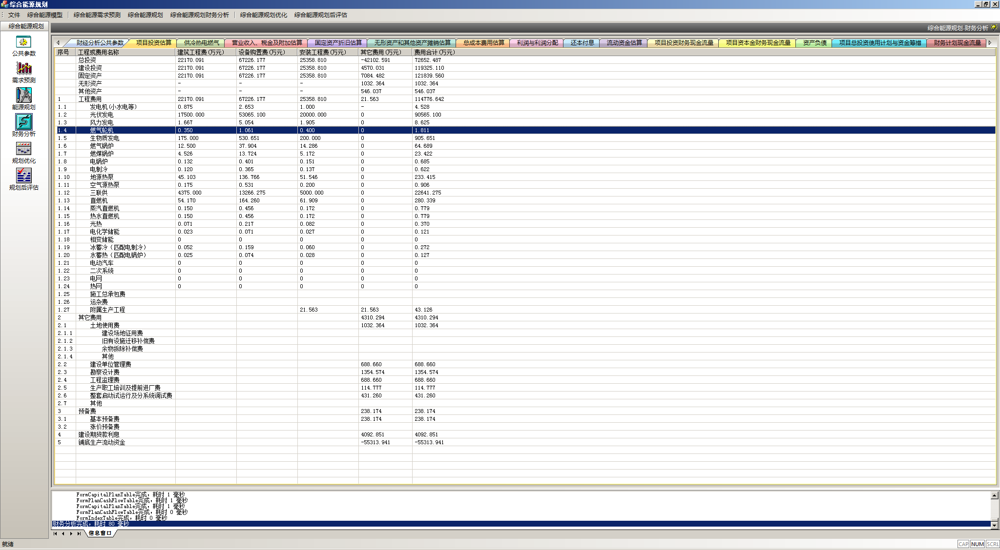 综合能源规划
文件 综合能源模型 综合能源需求预测 综合能源规划 综合能源规划财务分析 综合能源规划优化 综合能源规划后评估
综合能源规划
综合能源规划-财务分析
公共参数
需求预测
能源规划
财务分析
规划优化
规划后评估
财经分析公共参数 项目投资估算 供冷热电燃气 营业收入、税金及附加估算 固定资产折旧估算 无形资产和其他资产摊销估算 总成本费用估算 利润与利润分配 还本付息 流动资金估算 项目投资财务现金流量 项目资本金财务现金流量 资产负债 项目总投资使用计划与资金筹措 财务计划现金流量
序号 工程或费用名称 建筑工程费(万元) 设备购置费(万元) 安装工程费(万元) 其它费用(万元) 费用合计(万元)
总投资 22170.091 67226.177 25358.810 -42102.591 72652.487
建设投资 22170.091 67226.177 25358.810 4570.031 119325.110
固定资产 22170.091 67226.177 25358.810 7084.482 121839.560
无形资产 - - - 1032.364 1032.364
其他资产 - - - 546.037 546.037
1 工程费用 22170.091 67226.177 25358.810 21.563 114776.642
1.1 发电机(小水电等) 0.875 2.653 1.000 - 4.528
1.2 光伏发电 17500.000 53065.100 20000.000 0 90565.100
1.3 风力发电 1.667 5.054 1.905 0 8.625
1.4 燃气轮机 0.350 1.061 0.400 0 1.811
1.5 生物质发电 175.000 530.651 200.000 0 905.651
1.6 燃气锅炉 12.500 37.904 14.286 0 64.689
1.7 燃煤锅炉 4.526 13.724 5.172 0 23.422
1.8 电锅炉 0.132 0.401 0.151 0 0.685
1.9 电制冷 0.120 0.365 0.137 0 0.622
1.10 地源热泵 45.103 136.766 51.546 0 233.415
1.11 空气源热泵 0.175 0.531 0.200 0 0.906
1.12 三联供 4375.000 13266.275 5000.000 0 22641.275
1.13 直燃机 54.170 164.260 61.909 0 280.339
1.14 蒸汽直燃机 0.150 0.456 0.172 0 0.779
1.15 热水直燃机 0.150 0.456 0.172 0 0.779
1.16 光热 0.071 0.217 0.082 0 0.370
1.17 电化学储能 0.023 0.071 0.027 0 0.121
1.18 相变储能 0 0 0 0 0
1.19 冰蓄冷(匹配电制冷) 0.052 0.159 0.060 0 0.272
1.20 水蓄热(匹配电锅炉) 0.025 0.074 0.028 0 0.127
1.21 电动汽车 0 0 0 0 0
1.22 二次系统 0 0 0 0 0
1.23 电网 0 0 0 0 0
1.24 热网 0 0 0 0 0
1.25 施工总承包费
1.26 运杂费
1.27 附属生产工程 21.563 21.563 43.126
2 其它费用 4310.294 4310.294
2.1 土地使用费 1032.364 1032.364
2.1.1 建设场地征用费
2.1.2 旧有设施迁移补偿费
2.1.3 余物拆除补偿费
2.1.4 其他
2.2 建设单位管理费 688.660 688.660
2.3 勘察设计费 1354.574 1354.574
2.4 工程监理费 688.660 688.660
2.5 生产职工培训及提前进厂费 114.777 114.777
2.6 整套启动试运行及分系统调试费 431.260 431.260
2.7 其他
3 预备费 238.174 238.174
3.1 基本预备费 238.174 238.174
3.2 涨价预备费
4 建设期贷款利息 4092.851 4092.851
5 铺底生产流动资金 -55313.941 -55313.941
FormCapitalPlanTable完成，耗时 1 毫秒
FormPlanCashFlowTable完成，耗时 1 毫秒
FormCapitalPlanTable完成，耗时 1 毫秒
FormPlanCashFlowTable完成，耗时 0 毫秒
FormIndexTable完成，耗时 0 毫秒
财务分析完成，耗时 80 毫秒
信息窗口
就绪
CAP NUM SCRL